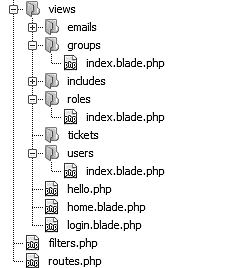 views
emails
groups
index.blade.php
includes
roles
index.blade.php
tickets
users
index.blade.php
hello.php
home.blade.php
login.blade.php
filters.php
routes.php